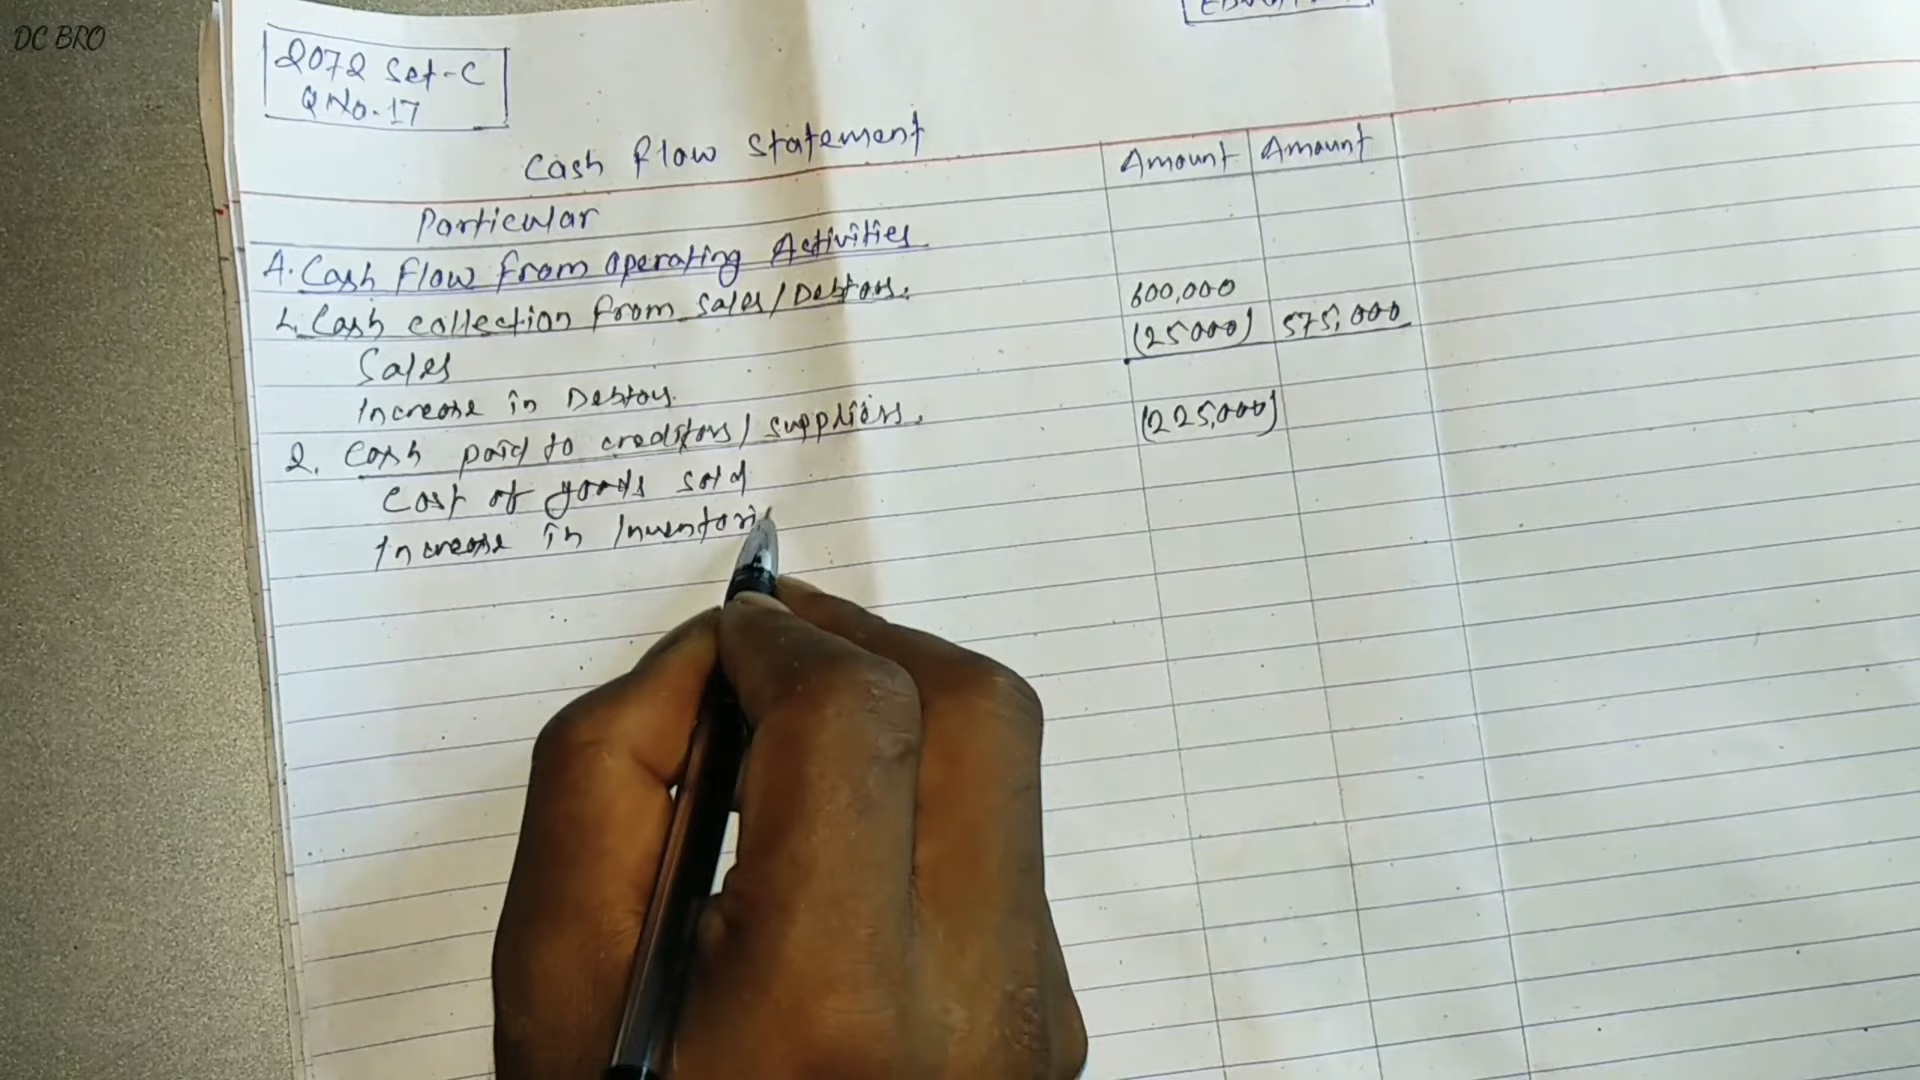 DC BRO
2072 Set-C
Q No. 17
Cash flow statement
Amount Amount
Particular
A. Cash flow from operating Activities
1. Cash collection from sales/Debtors.
Sales 600,000
Increase in Debtors. (25000) 575,000
2. Cash paid to creditors/suppliers.
Cost of goods sold (225,000)
Increase in Inventori